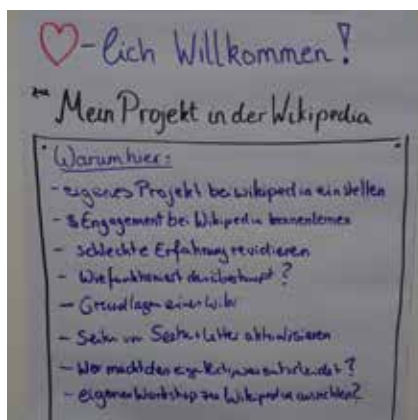 ♡-lich Willkommen!
Mein Projekt in der Wikipedia
Warum hier:
- eigenes Projekt bei wikipedia einstellen
- Engagement bei Wikipedia kennenlernen
- schlechte Erfahrung revidieren
- Wie funktioniert das überhaupt?
- Grundlagen einer Wiki
- Seiten von aktualisieren
- Wer macht den was entscheidet?
- eigenen Workshop zu Wikipedia ausrichten?